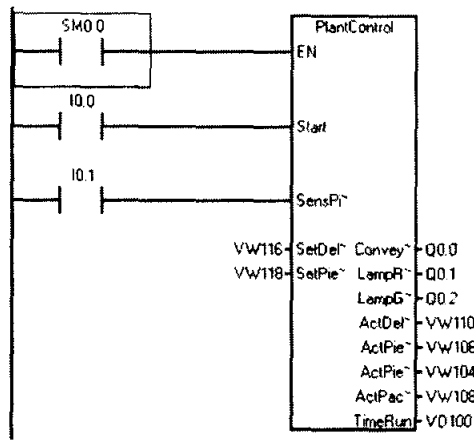 SM0.0
PlantControl
EN
I0.0
Start
I0.1
SensPi~
VW116 SetDel~ Convey~ Q0.0
VW118 SetPie~ LampR~ Q0.1
LampG~ Q0.2
ActDel~ VW110
ActPie~ VW106
ActPie~ VW104
ActPac~ VW108
TimeRun VD100